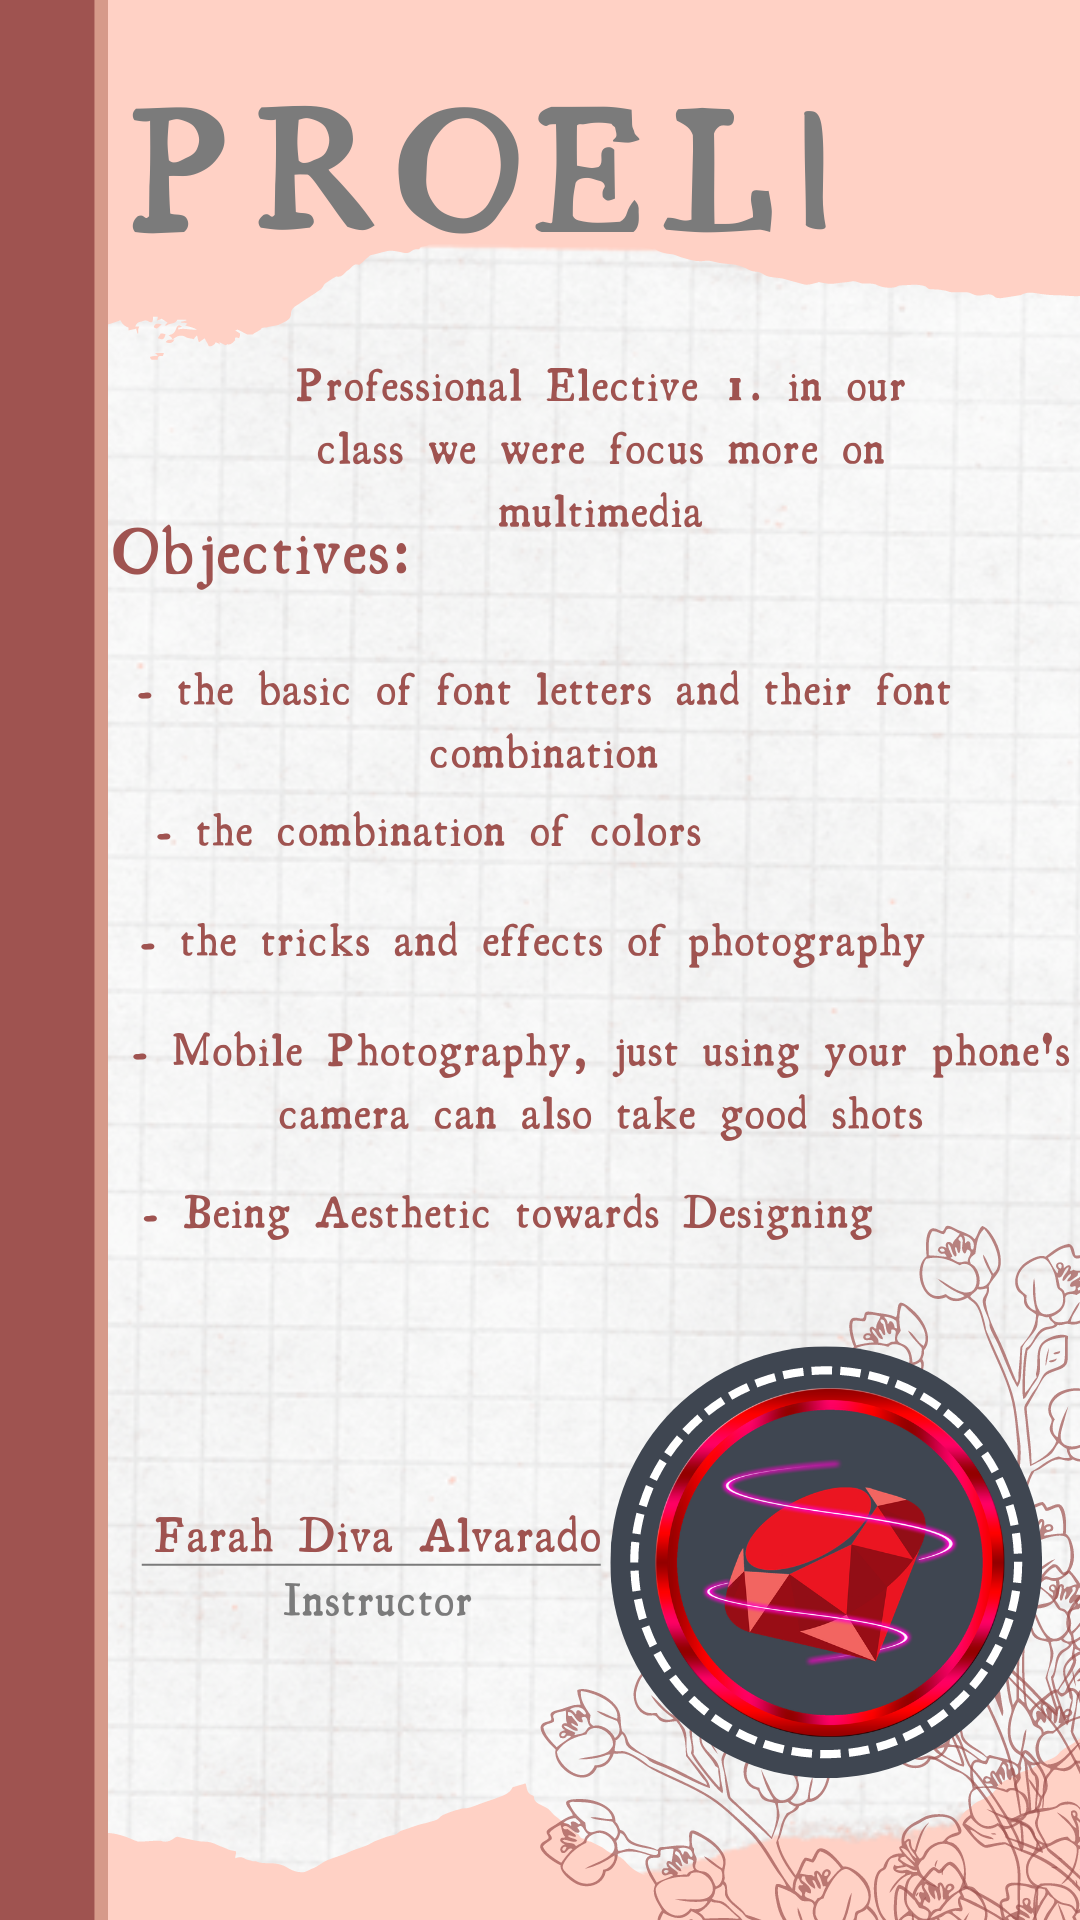 PROEL1
Professional Elective 1. in our
class we were focus more on
multimedia
Objectives:
- the basic of font letters and their font
combination
- the combination of colors
- the tricks and effects of photography
- Mobile Photography, just using your phone's
camera can also take good shots
- Being Aesthetic towards Designing
Farah Diva Alvarado
Instructor